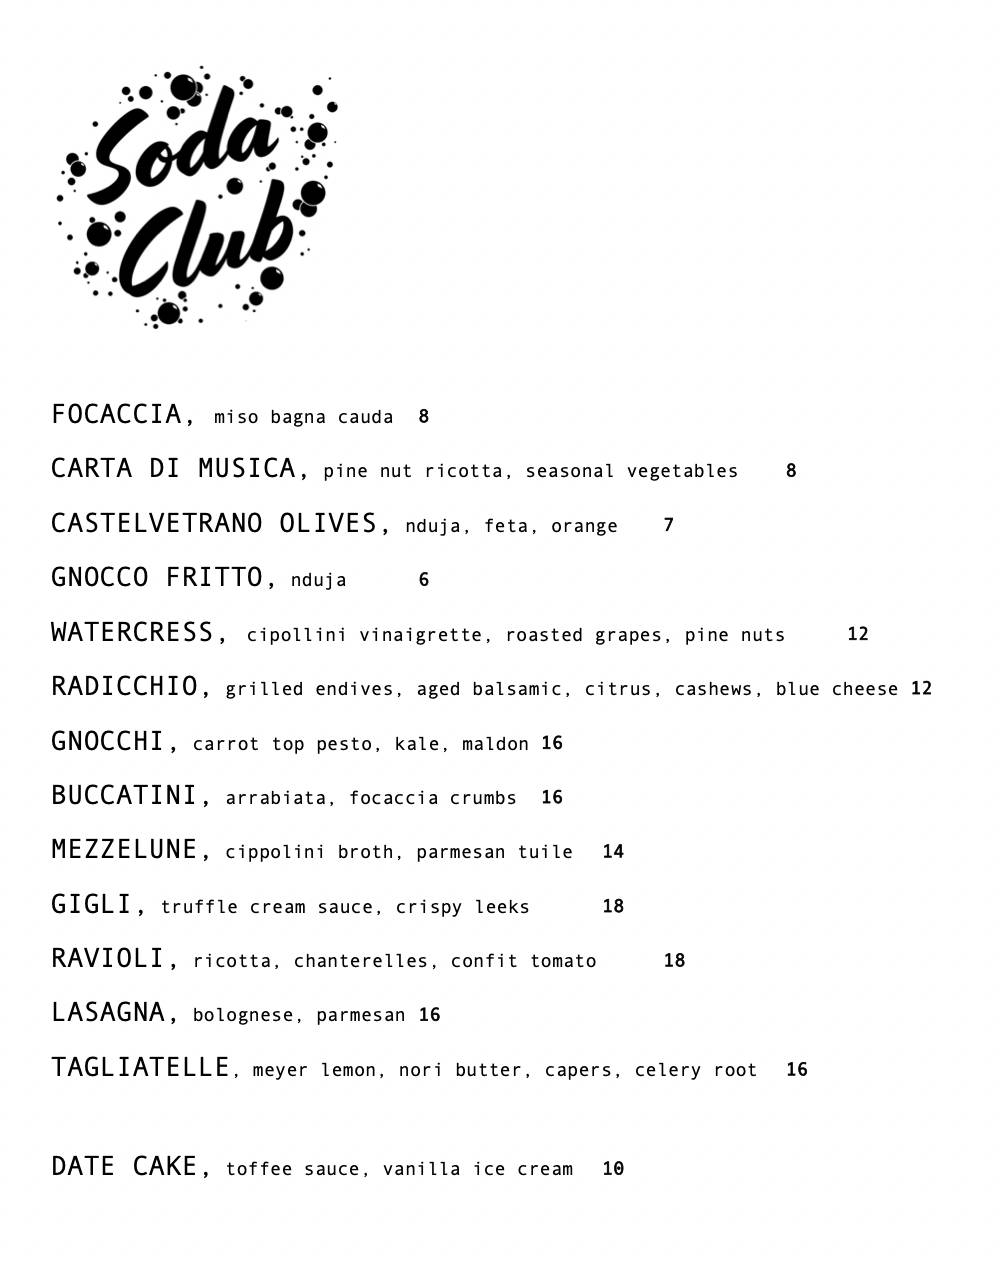 Soda
Club
FOCACCIA, miso bagna cauda 8
CARTA DI MUSICA, pine nut ricotta, seasonal vegetables 8
CASTELVETRANO OLIVES, nduja, feta, orange 7
GNOCCO FRITTO, nduja 6
WATERCRESS, cipollini vinaigrette, roasted grapes, pine nuts 12
RADICCHIO, grilled endives, aged balsamic, citrus, cashews, blue cheese 12
GNOCCHI, carrot top pesto, kale, maldon 16
BUCCATINI, arrabiata, focaccia crumbs 16
MEZZELUNE, cippolini broth, parmesan tuile 14
GIGLI, truffle cream sauce, crispy leeks 18
RAVIOLI, ricotta, chanterelles, confit tomato 18
LASAGNA, bolognese, parmesan 16
TAGLIATELLE, meyer lemon, nori butter, capers, celery root 16
DATE CAKE, toffee sauce, vanilla ice cream 10